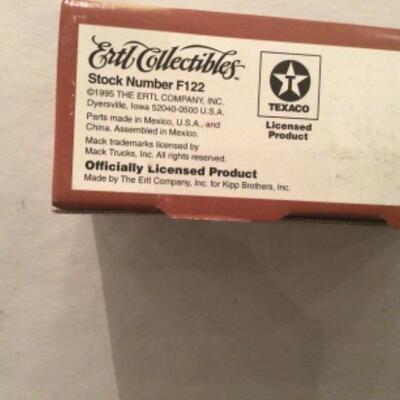 Ertl Collectibles™
Stock Number F122
©1995 THE ERTL COMPANY, INC.
Dyersville, Iowa 52040-0500 U.S.A.
Parts made in Mexico, U.S.A., and
China. Assembled in Mexico.
Mack trademarks licensed by
Mack Trucks, Inc. All rights reserved.
Officially Licensed Product
Made by The Ertl Company, Inc. for Kipp Brothers, Inc.
T
TEXACO
Licensed
Product